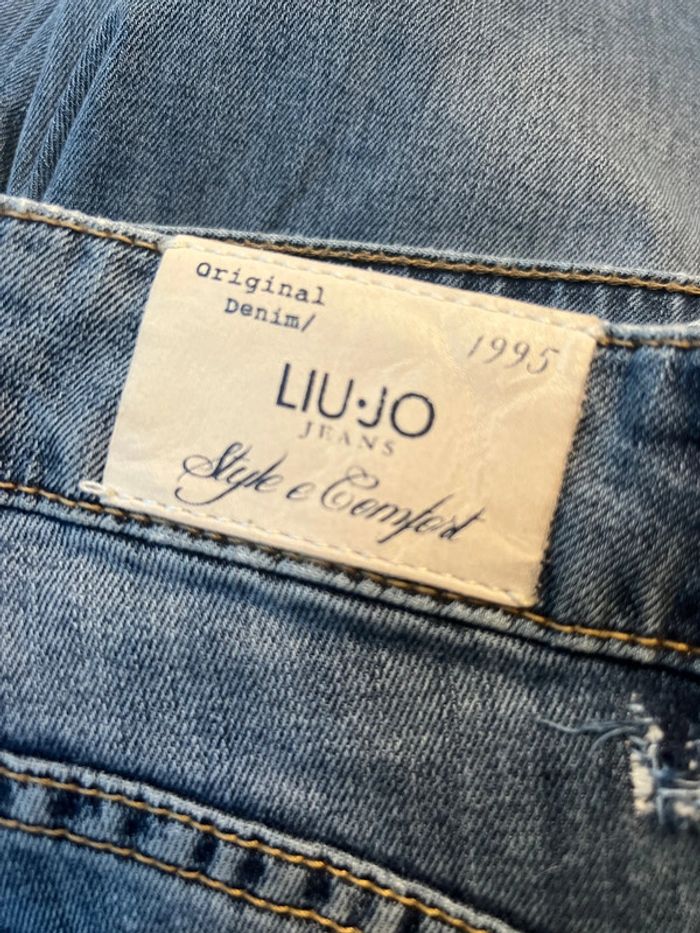 Original
Denim/
1995
LIU·JO
JEANS
Style e Comfort